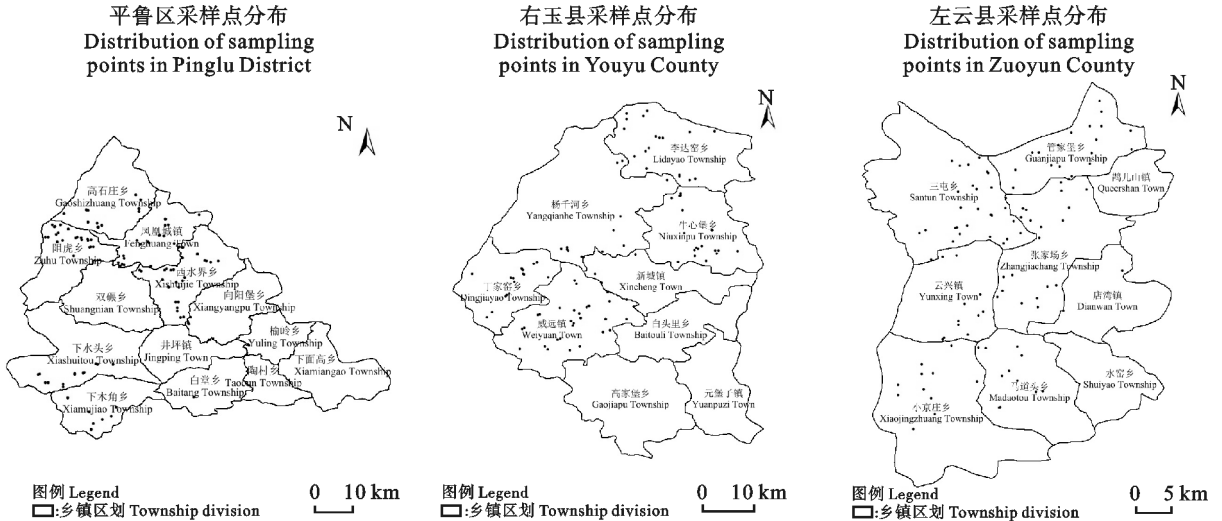 平鲁区采样点分布
Distribution of sampling
points in Pinglu District
N
高石庄乡
Gaoshizhuang Township
凤凰城镇
Fenghuang Town
阻虎乡
Zuhu Township
西水界乡
Xishuijie Township
双碾乡
Shuangnian Township
向阳堡乡
Xiangyangpu Township
榆岭乡
Yuling Township
下水头乡
Xiashuitou Township
井坪镇
Jingping Town
下面高乡
Xiamiangao Township
陶村乡
Taocun Township
白堂乡
Baitang Township
下木角乡
Xiamujiao Township
图例 Legend
:乡镇区划 Township division
0 10 km
右玉县采样点分布
Distribution of sampling
points in Youyu County
N
李达窑乡
Lidayao Township
杨千河乡
Yangqianhe Township
牛心堡乡
Niuxinpu Township
新城镇
Xincheng Township
丁家窑乡
Dingjiayao Township
威远镇
Weiyuan Township
白头里乡
Baitouli Township
高家堡乡
Gaojiapu Township
元堡子镇
Yuanpuzi Town
图例 Legend
:乡镇区划 Township division
0 10 km
左云县采样点分布
Distribution of sampling
points in Zuoyun County
N
管家堡乡
Guanjiapu Township
鹊儿山镇
Queershan Town
三屯乡
Santun Township
张家场乡
Zhangjiachang Township
云兴镇
Yunxing Town
店湾镇
Dianwan Town
水窑乡
Shuiyao Township
马道头乡
Madaotou Township
小京庄乡
Xiaojingzhuang Township
图例 Legend
:乡镇区划 Township division
0 5 km